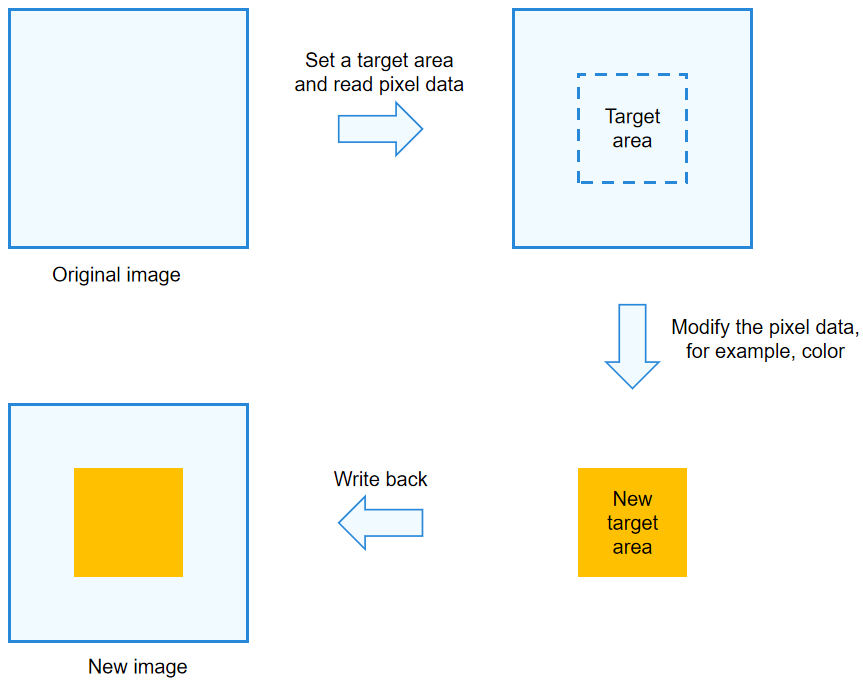 Set a target area
and read pixel data
Target
area
Original image
Modify the pixel data,
for example, color
New
target
area
Write back
New image